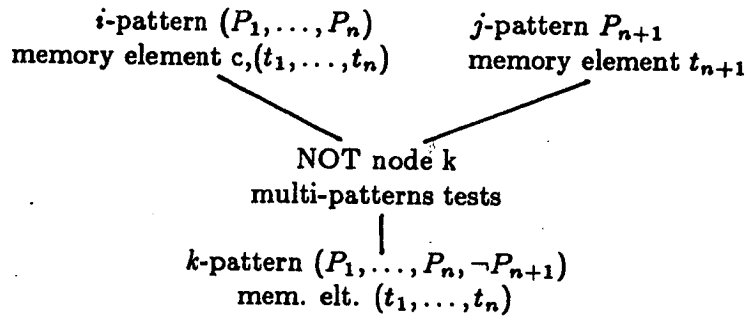 i-pattern (P₁, ..., Pₙ)
memory element c,(t₁, ..., tₙ)
j-pattern Pₙ₊₁
memory element tₙ₊₁
NOT node k
multi-patterns tests
k-pattern (P₁, ..., Pₙ, ¬Pₙ₊₁)
mem. elt. (t₁, ..., tₙ)